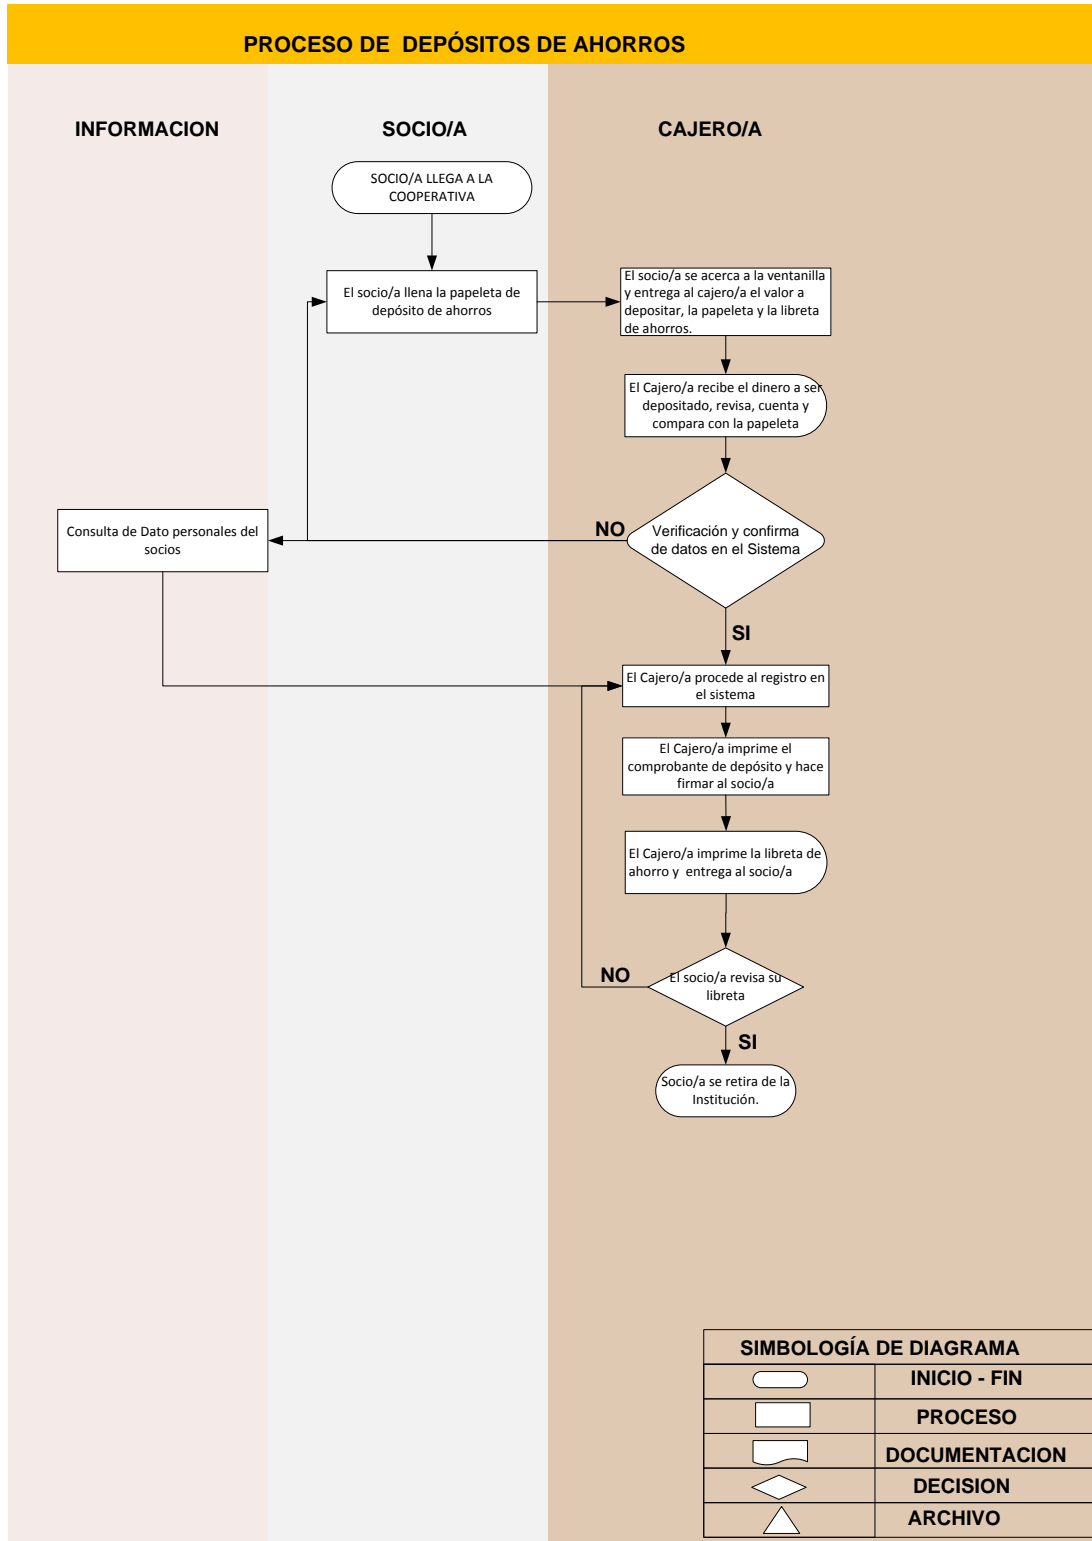 PROCESO DE DEPÓSITOS DE AHORROS
INFORMACION
SOCIO/A
CAJERO/A
SOCIO/A LLEGA A LA
COOPERATIVA
El socio/a llena la papeleta de
depósito de ahorros
El socio/a se acerca a la ventanilla
y entrega al cajero/a el valor a
depositar, la papeleta y la libreta
de ahorros.
El Cajero/a recibe el dinero a ser
depositado, revisa, cuenta y
compara con la papeleta
Consulta de Dato personales del
socios
NO
Verificación y confirma
de datos en el Sistema
SI
El Cajero/a procede al registro en
el sistema
El Cajero/a imprime el
comprobante de depósito y hace
firmar al socio/a
El Cajero/a imprime la libreta de
ahorro y entrega al socio/a
NO
El socio/a revisa su
libreta
SI
Socio/a se retira de la
Institución.
SIMBOLOGÍA DE DIAGRAMA
INICIO - FIN
PROCESO
DOCUMENTACION
DECISION
ARCHIVO